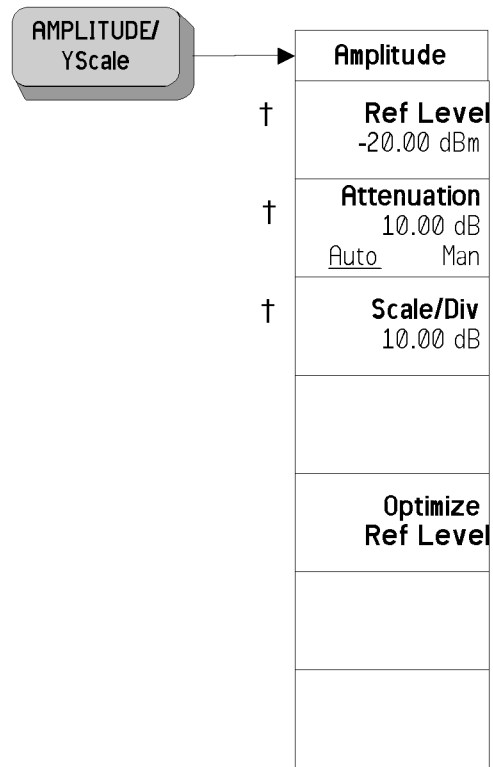 AMPLITUDE/
YScale
Amplitude
† Ref Level
-20.00 dBm
† Attenuation
10.00 dB
Auto Man
† Scale/Div
10.00 dB
Optimize
Ref Level